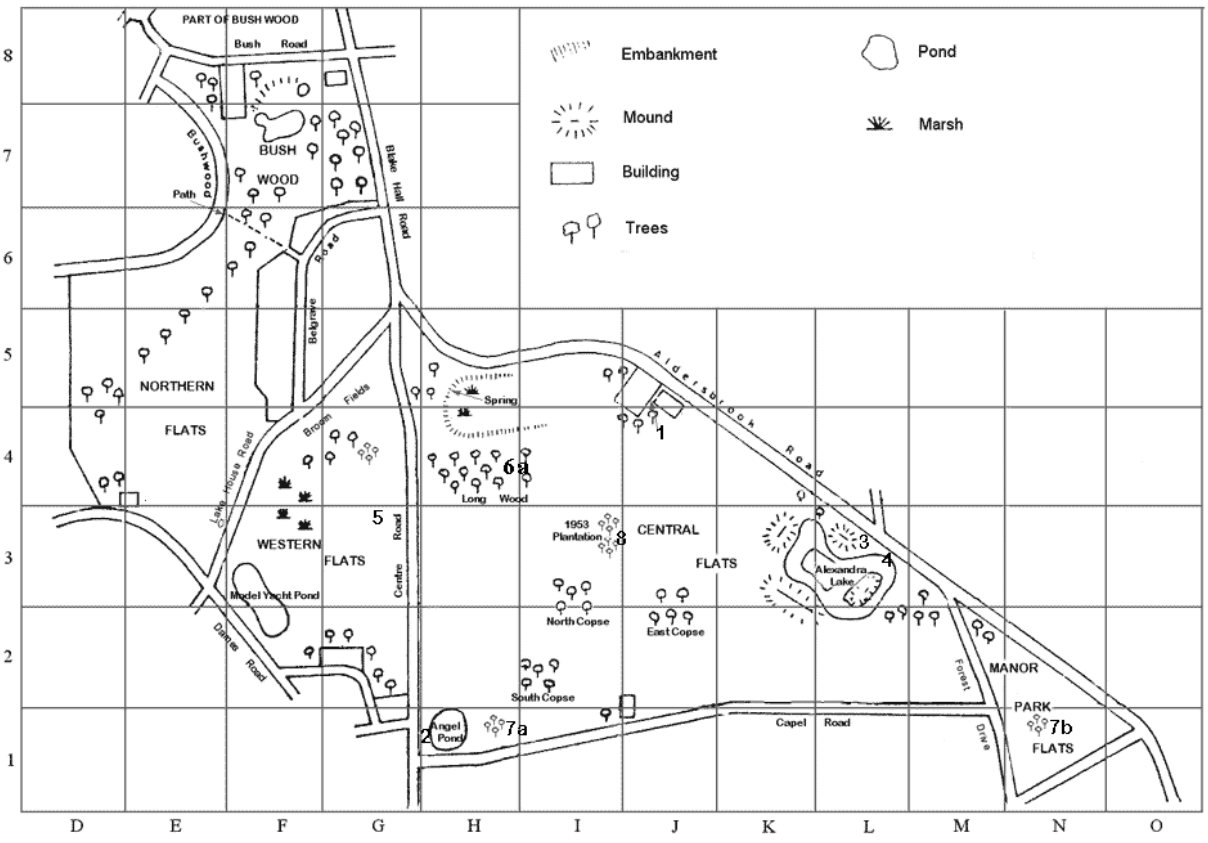 PART OF BUSH WOOD
Bush Road
8
Embankment
Pond
Mound
Marsh
Building
Trees
7
Bushwood
BUSH
WOOD
Path
Blake Hall Road
6
Belgrave Road
5
Aldersbrook Road
NORTHERN
FLATS
Spring
Broom Fields
Lake House Road
1
4
6a
Long Wood
5
Centre Road
1953
Plantation
8
CENTRAL
FLATS
3
4
3
WESTERN
FLATS
Alexandra
Lake
Model Yacht Pond
North Copse
East Copse
2
Dames Road
South Copse
Forest Drive
MANOR
PARK
FLATS
Angel
Pond
2
7a
Capel Road
7b
1
D E F G H I J K L M N O